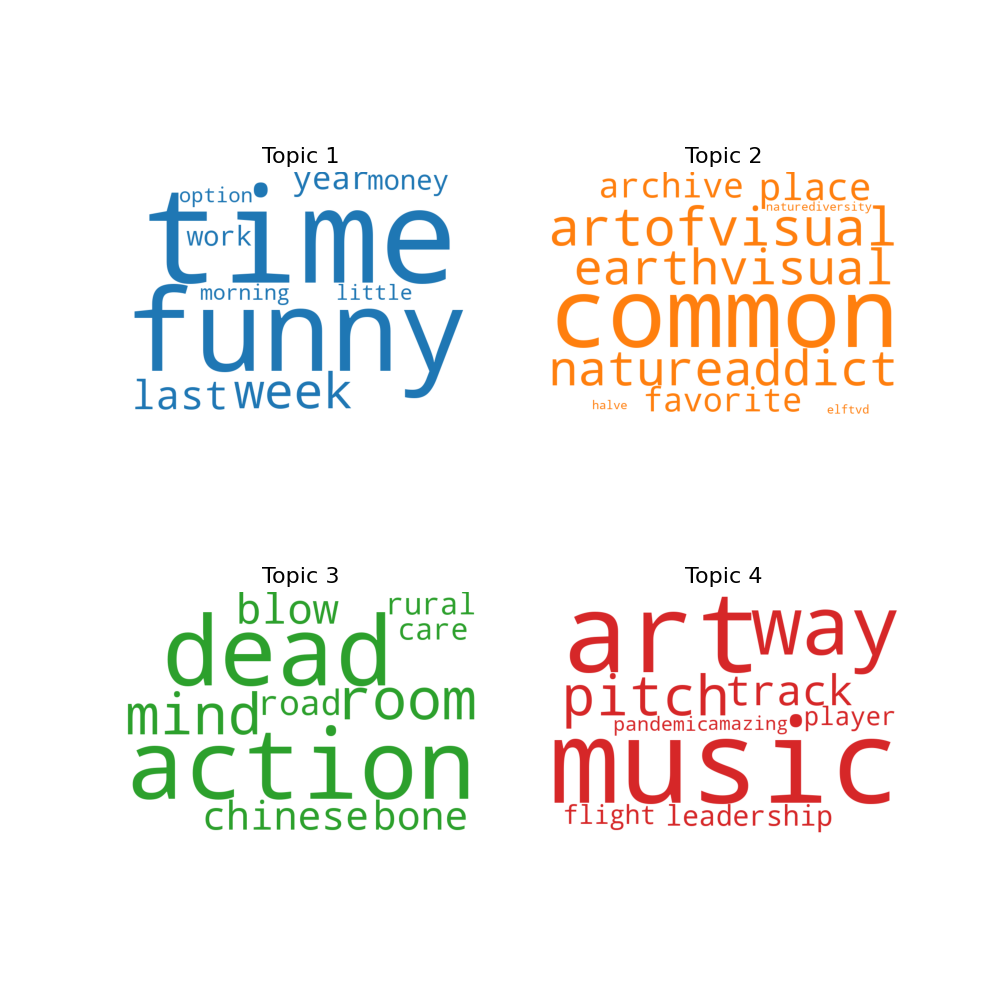 Topic 1
year money
option
time
work
morning little
funny
last week
Topic 2
archive place
naturediversity
artofvisual
earthvisual
common
natureaddict
halve favorite elftvd
Topic 3
blow rural
care
dead
mind road room
action
chinese bone
Topic 4
art way
pitch track
pandemic amazing player
music
flight leadership